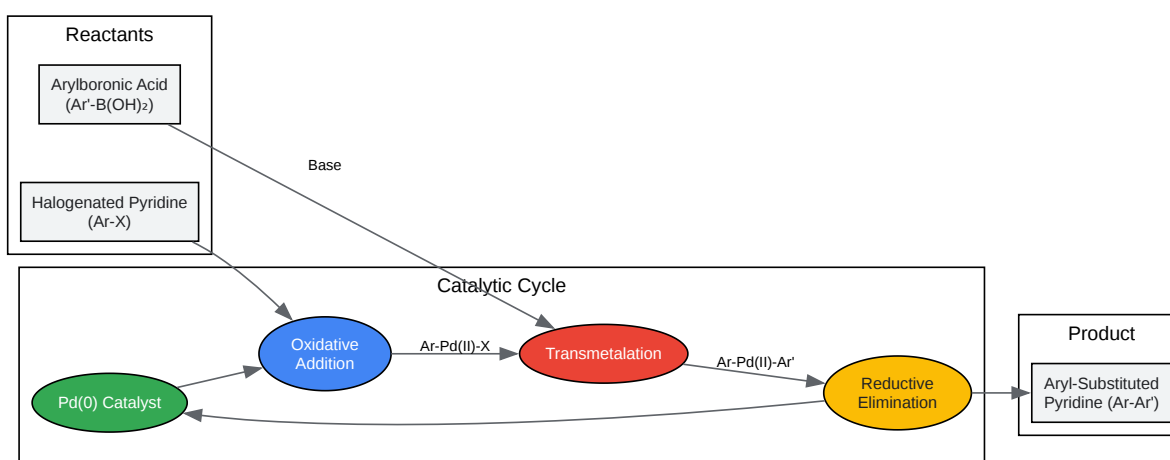 Reactants
Arylboronic Acid
(Ar'-B(OH)₂)
Base
Halogenated Pyridine
(Ar-X)
Catalytic Cycle
Oxidative
Addition
Ar-Pd(II)-X
Transmetalation
Ar-Pd(II)-Ar'
Reductive
Elimination
Pd(0) Catalyst
Product
Aryl-Substituted
Pyridine (Ar-Ar')